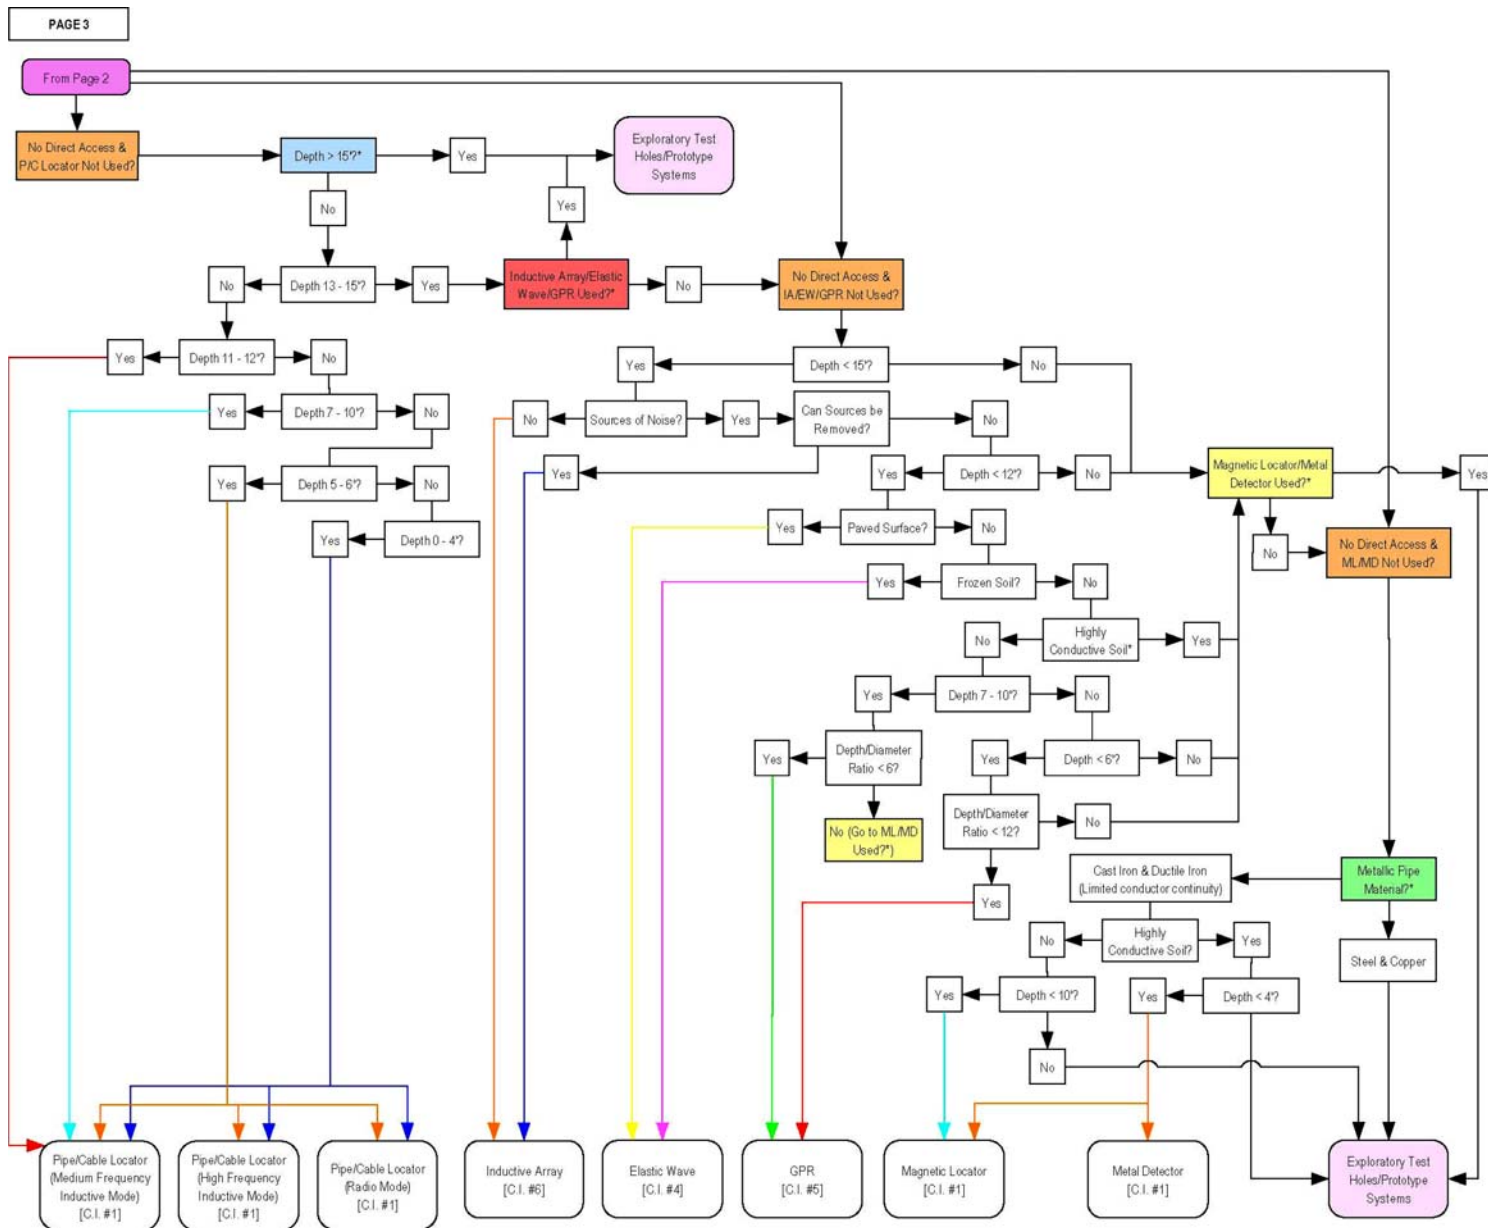 PAGE 3
From Page 2
No Direct Access &
P/C Locator Not Used?
Depth > 15'?*
Yes
Exploratory Test
Holes/Prototype
Systems
No
Yes
No
Depth 13 - 15'?
Yes
Inductive Array/Elastic
Wave/GPR Used?*
No
No Direct Access &
IA/EW/GPR Not Used?
Yes
Depth 11 - 12'?
No
Yes
Depth < 15'?
No
Yes
Depth 7 - 10'?
No
No
Sources of Noise?
Yes
Can Sources be
Removed?
No
Yes
Depth 5 - 6'?
No
Yes
Yes
Depth < 12'?
No
Magnetic Locator/Metal
Detector Used?*
Yes
Yes
Depth 0 - 4'?
Yes
Paved Surface?
No
No
No Direct Access &
ML/MD Not Used?
Yes
Frozen Soil?
No
No
Highly
Conductive Soil*
Yes
Yes
Depth 7 - 10'?
No
Yes
Depth/Diameter
Ratio < 6?
Yes
Depth < 6'?
No
No (Go to ML/MD
Used?*)
Depth/Diameter
Ratio < 12?
No
Yes
Cast Iron & Ductile Iron
(Limited conductor continuity)
Metallic Pipe
Material?*
No
Highly
Conductive Soil?
Yes
Steel & Copper
Yes
Depth < 10'?
Yes
Depth < 4'?
No
Pipe/Cable Locator
(Medium Frequency
Inductive Mode)
[C.I. #1]
Pipe/Cable Locator
(High Frequency
Inductive Mode)
[C.I. #1]
Pipe/Cable Locator
(Radio Mode)
[C.I. #1]
Inductive Array
[C.I. #6]
Elastic Wave
[C.I. #4]
GPR
[C.I. #5]
Magnetic Locator
[C.I. #1]
Metal Detector
[C.I. #1]
Exploratory Test
Holes/Prototype
Systems